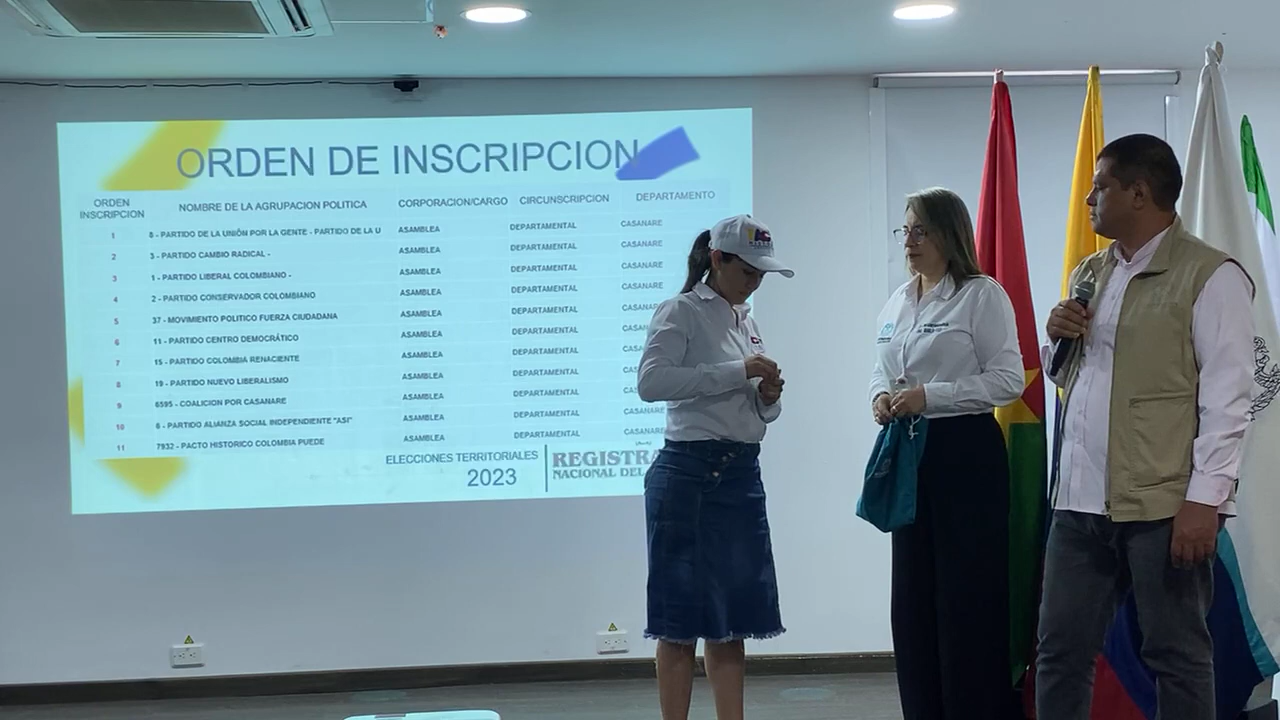 ORDEN DE INSCRIPCION
ORDEN INSCRIPCION NOMBRE DE LA AGRUPACION POLITICA CORPORACION/CARGO CIRCUNSCRIPCION DEPARTAMENTO
1 8 - PARTIDO DE LA UNIÓN POR LA GENTE - PARTIDO DE LA U ASAMBLEA DEPARTAMENTAL CASANARE
2 3 - PARTIDO CAMBIO RADICAL - ASAMBLEA DEPARTAMENTAL CASANARE
3 1 - PARTIDO LIBERAL COLOMBIANO - ASAMBLEA DEPARTAMENTAL CASANARE
4 2 - PARTIDO CONSERVADOR COLOMBIANO ASAMBLEA DEPARTAMENTAL CASANARE
5 37 - MOVIMIENTO POLITICO FUERZA CIUDADANA ASAMBLEA DEPARTAMENTAL CASANARE
6 11 - PARTIDO CENTRO DEMOCRÁTICO ASAMBLEA DEPARTAMENTAL CASANARE
7 15 - PARTIDO COLOMBIA RENACIENTE ASAMBLEA DEPARTAMENTAL
8 19 - PARTIDO NUEVO LIBERALISMO ASAMBLEA DEPARTAMENTAL
9 6595 - COALICION POR CASANARE ASAMBLEA DEPARTAMENTAL
10 6 - PARTIDO ALIANZA SOCIAL INDEPENDIENTE "ASI" ASAMBLEA DEPARTAMENTAL CASANARE
11 7932 - PACTO HISTORICO COLOMBIA PUEDE ASAMBLEA DEPARTAMENTAL CASANARE
ELECCIONES TERRITORIALES
2023
REGISTRA
NACIONAL DEL